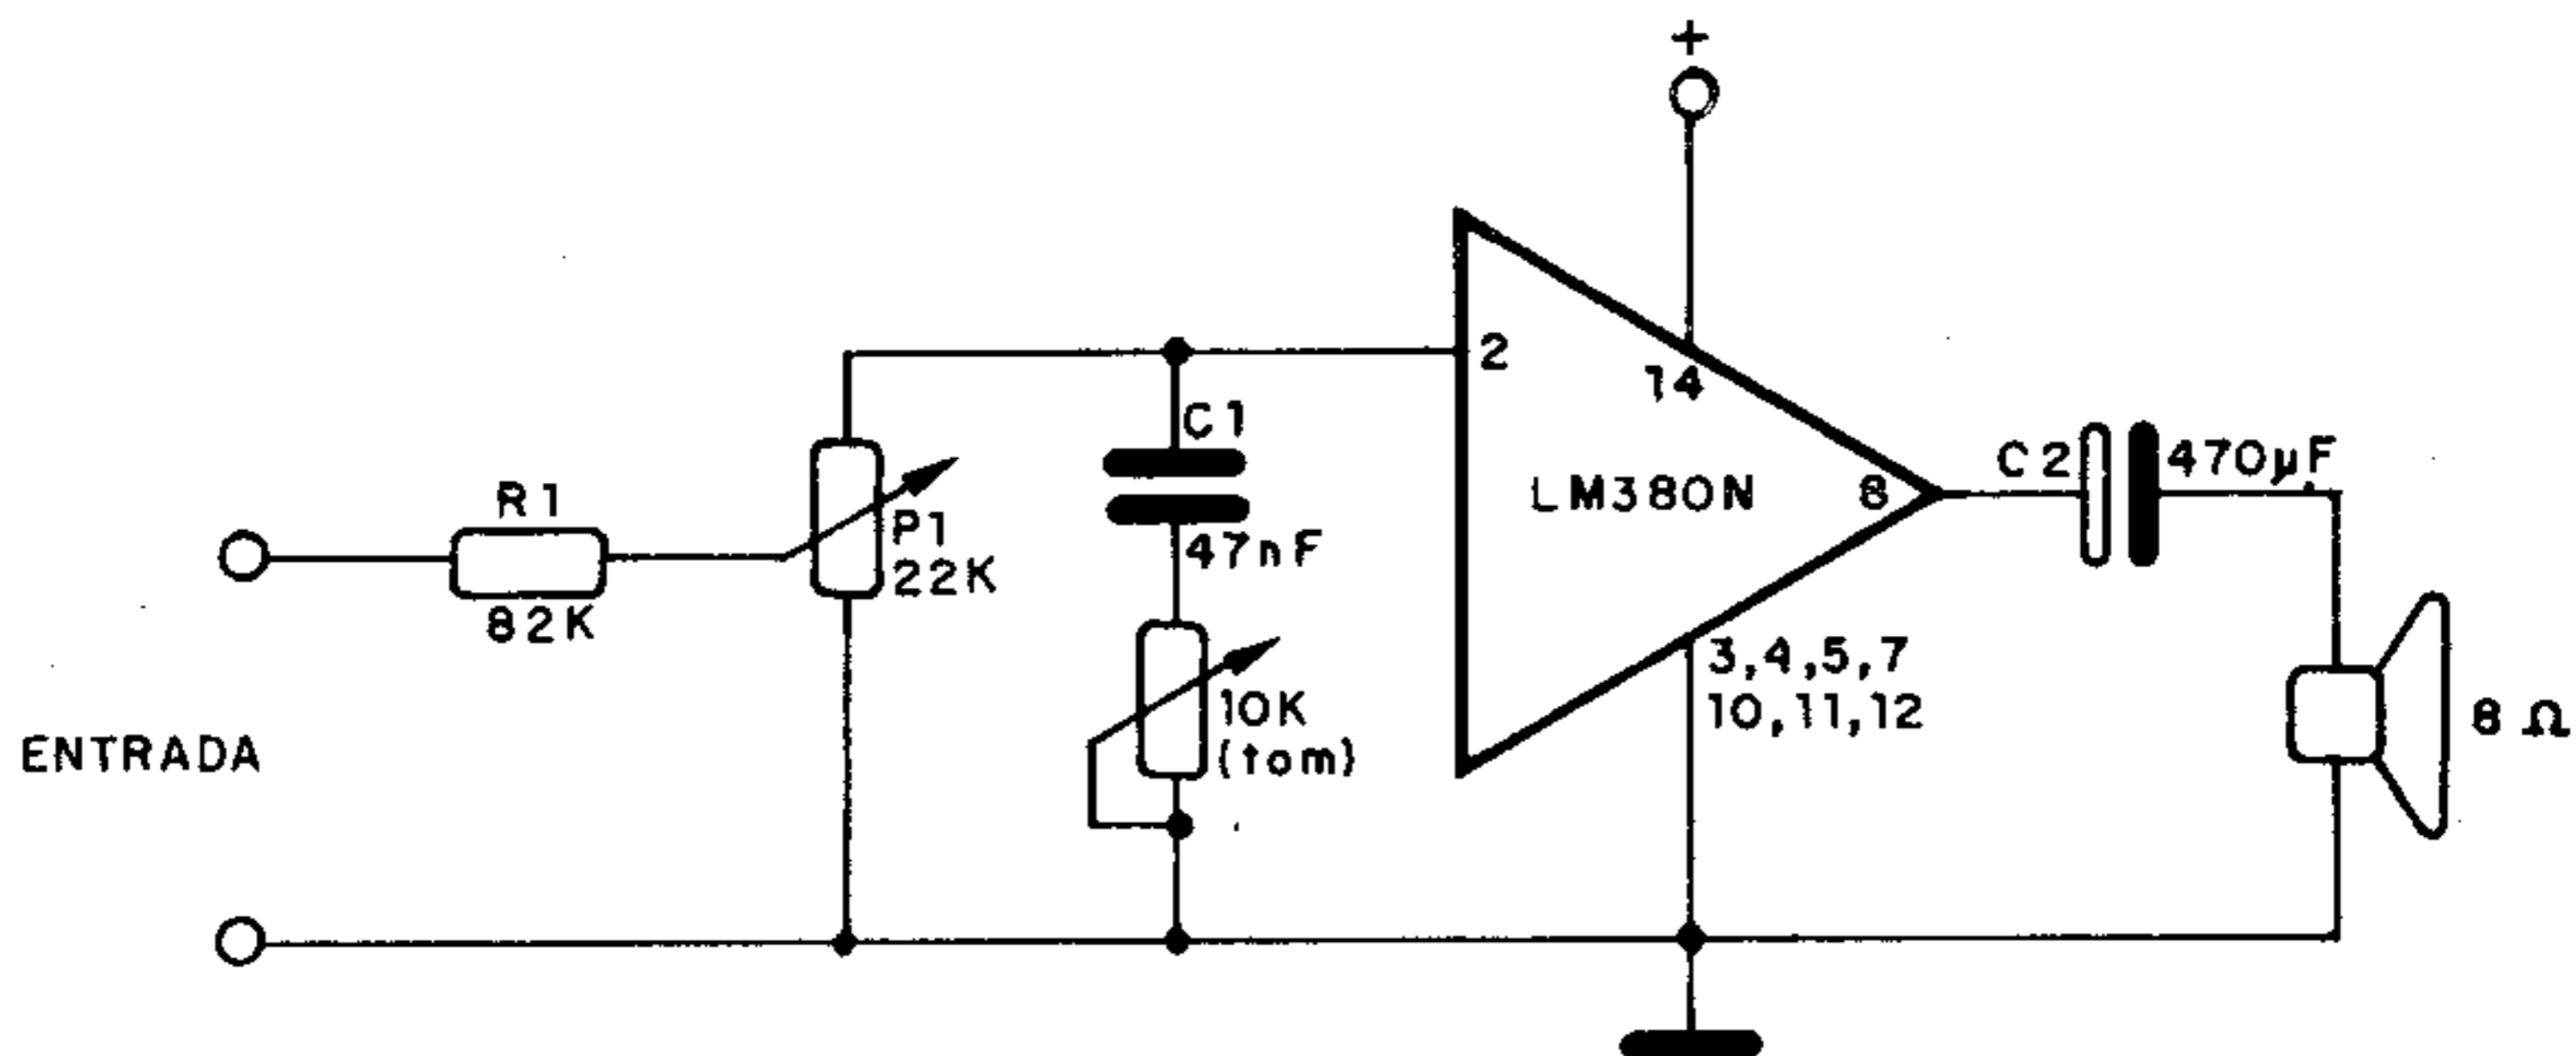 +
2
14
C1
C2
470µF
LM380N
8
R1
P1
22K
47nF
82K
3,4,5,7
10,11,12
10K
(tom)
8 Ω
ENTRADA